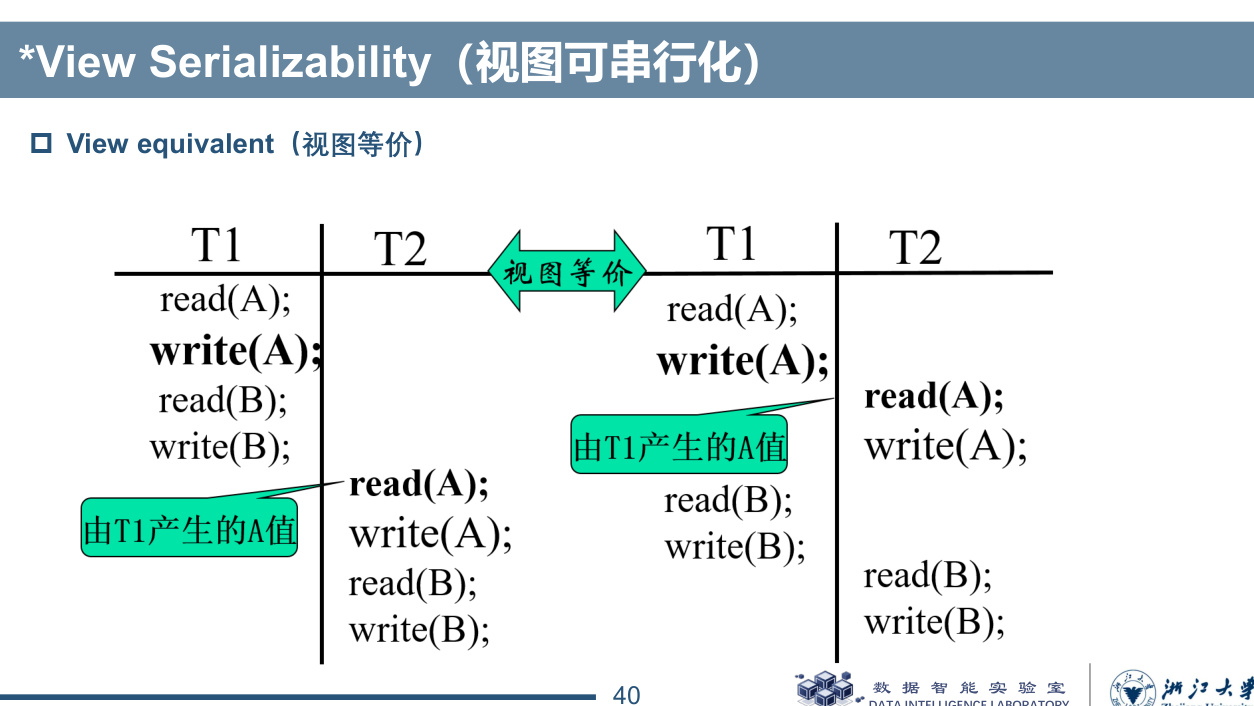 *View Serializability（视图可串行化）
View equivalent（视图等价）
T1 T2
read(A);
write(A);
read(B);
write(B);
read(A);
由T1产生的A值
write(A);
read(B);
write(B);
视图等价
T1 T2
read(A);
write(A);
read(A);
由T1产生的A值
write(A);
read(B);
write(B);
read(B);
write(B);
40
数据智能实验室
DATA INTELLIGENCE LABORATORY
浙江大学